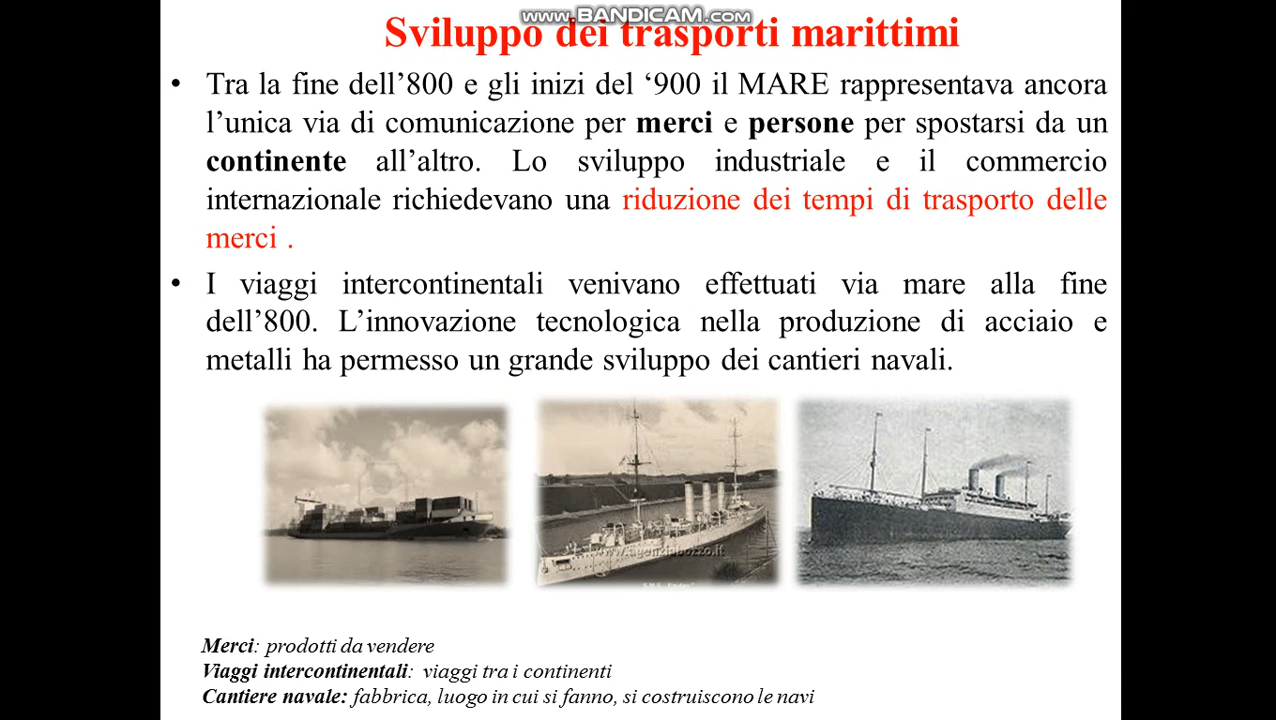 www.BANDICAM.com
Sviluppo dei trasporti marittimi
• Tra la fine dell’800 e gli inizi del ‘900 il MARE rappresentava ancora
l’unica via di comunicazione per merci e persone per spostarsi da un
continente all’altro. Lo sviluppo industriale e il commercio
internazionale richiedevano una riduzione dei tempi di trasporto delle
merci .
• I viaggi intercontinentali venivano effettuati via mare alla fine
dell’800. L’innovazione tecnologica nella produzione di acciaio e
metalli ha permesso un grande sviluppo dei cantieri navali.
www.agenziabozzo.it
Merci: prodotti da vendere
Viaggi intercontinentali: viaggi tra i continenti
Cantiere navale: fabbrica, luogo in cui si fanno, si costruiscono le navi